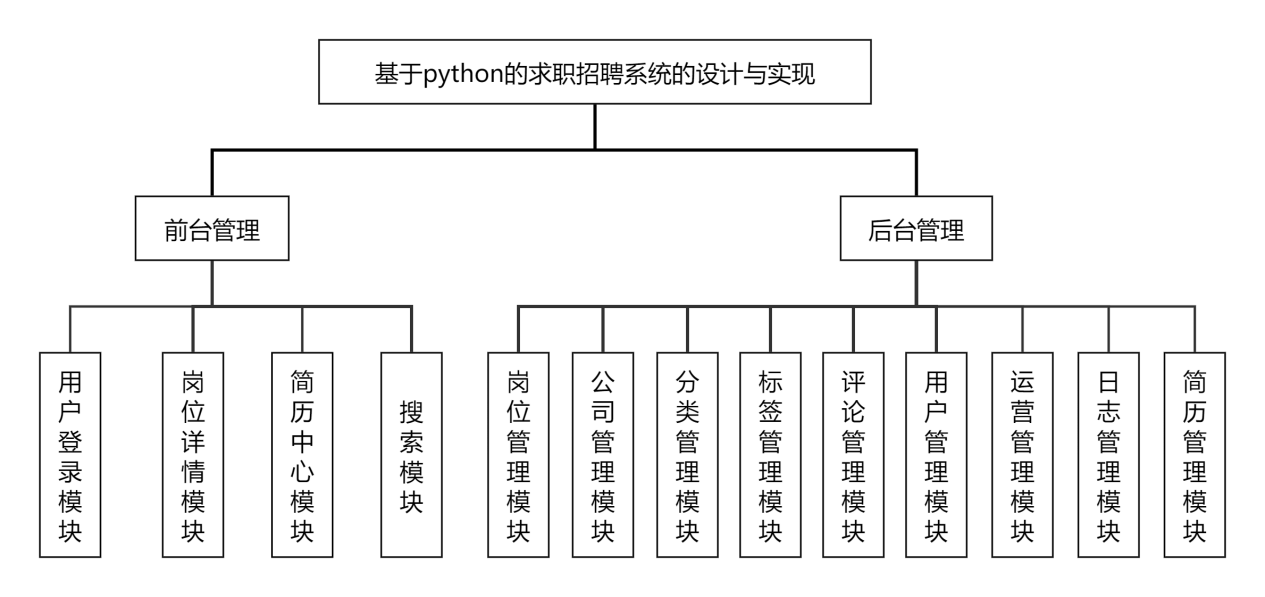 基于python的求职招聘系统的设计与实现
前台管理
后台管理
用户登录模块
岗位详情模块
简历中心模块
搜索模块
岗位管理模块
公司管理模块
分类管理模块
标签管理模块
评论管理模块
用户管理模块
运营管理模块
日志管理模块
简历管理模块